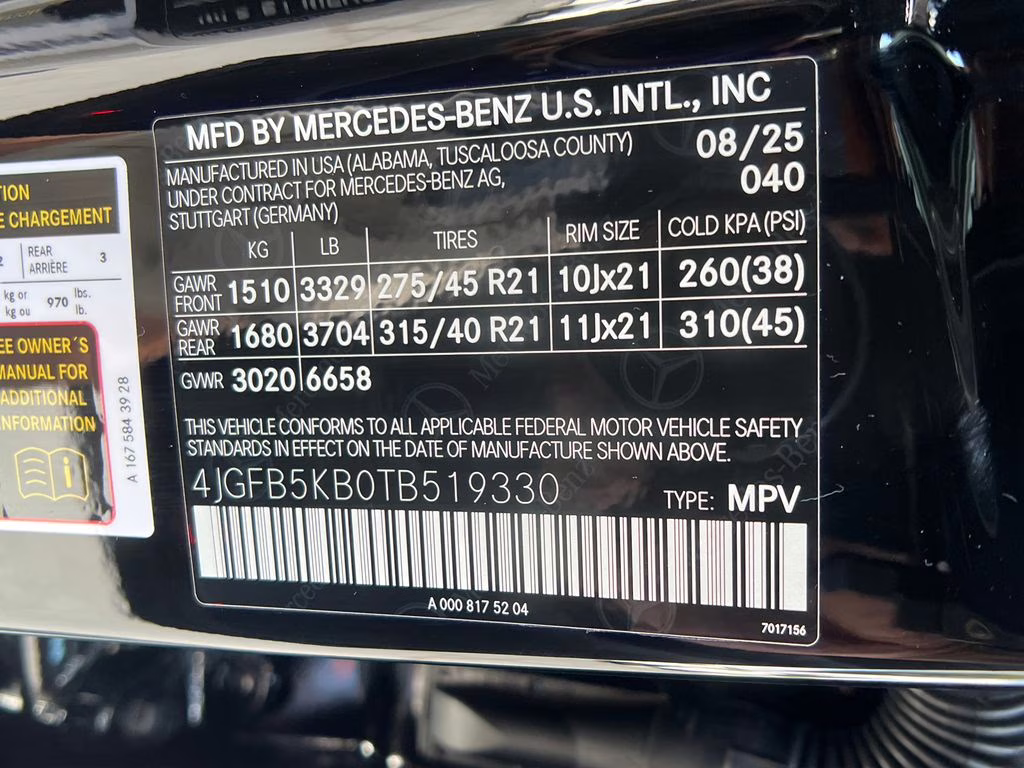 MFD BY MERCEDES-BENZ U.S. INTL., INC
MANUFACTURED IN USA (ALABAMA, TUSCALOOSA COUNTY) 08/25
UNDER CONTRACT FOR MERCEDES-BENZ AG, 040
STUTTGART (GERMANY)
KG LB TIRES RIM SIZE COLD KPA (PSI)
GAWR FRONT 1510 3329 275/45 R21 10Jx21 260(38)
GAWR REAR 1680 3704 315/40 R21 11Jx21 310(45)
GVWR 3020 6658
THIS VEHICLE CONFORMS TO ALL APPLICABLE FEDERAL MOTOR VEHICLE SAFETY
STANDARDS IN EFFECT ON THE DATE OF MANUFACTURE SHOWN ABOVE.
4JGFB5KB0TB519330 TYPE: MPV
A 000 817 52 04
7017156
CHARGEMENT
REAR 3
ARRIÈRE
kg or 970 lbs.
kg ou lb.
OWNER´S
MANUAL FOR
ADDITIONAL
INFORMATION
A 167 584 39 28